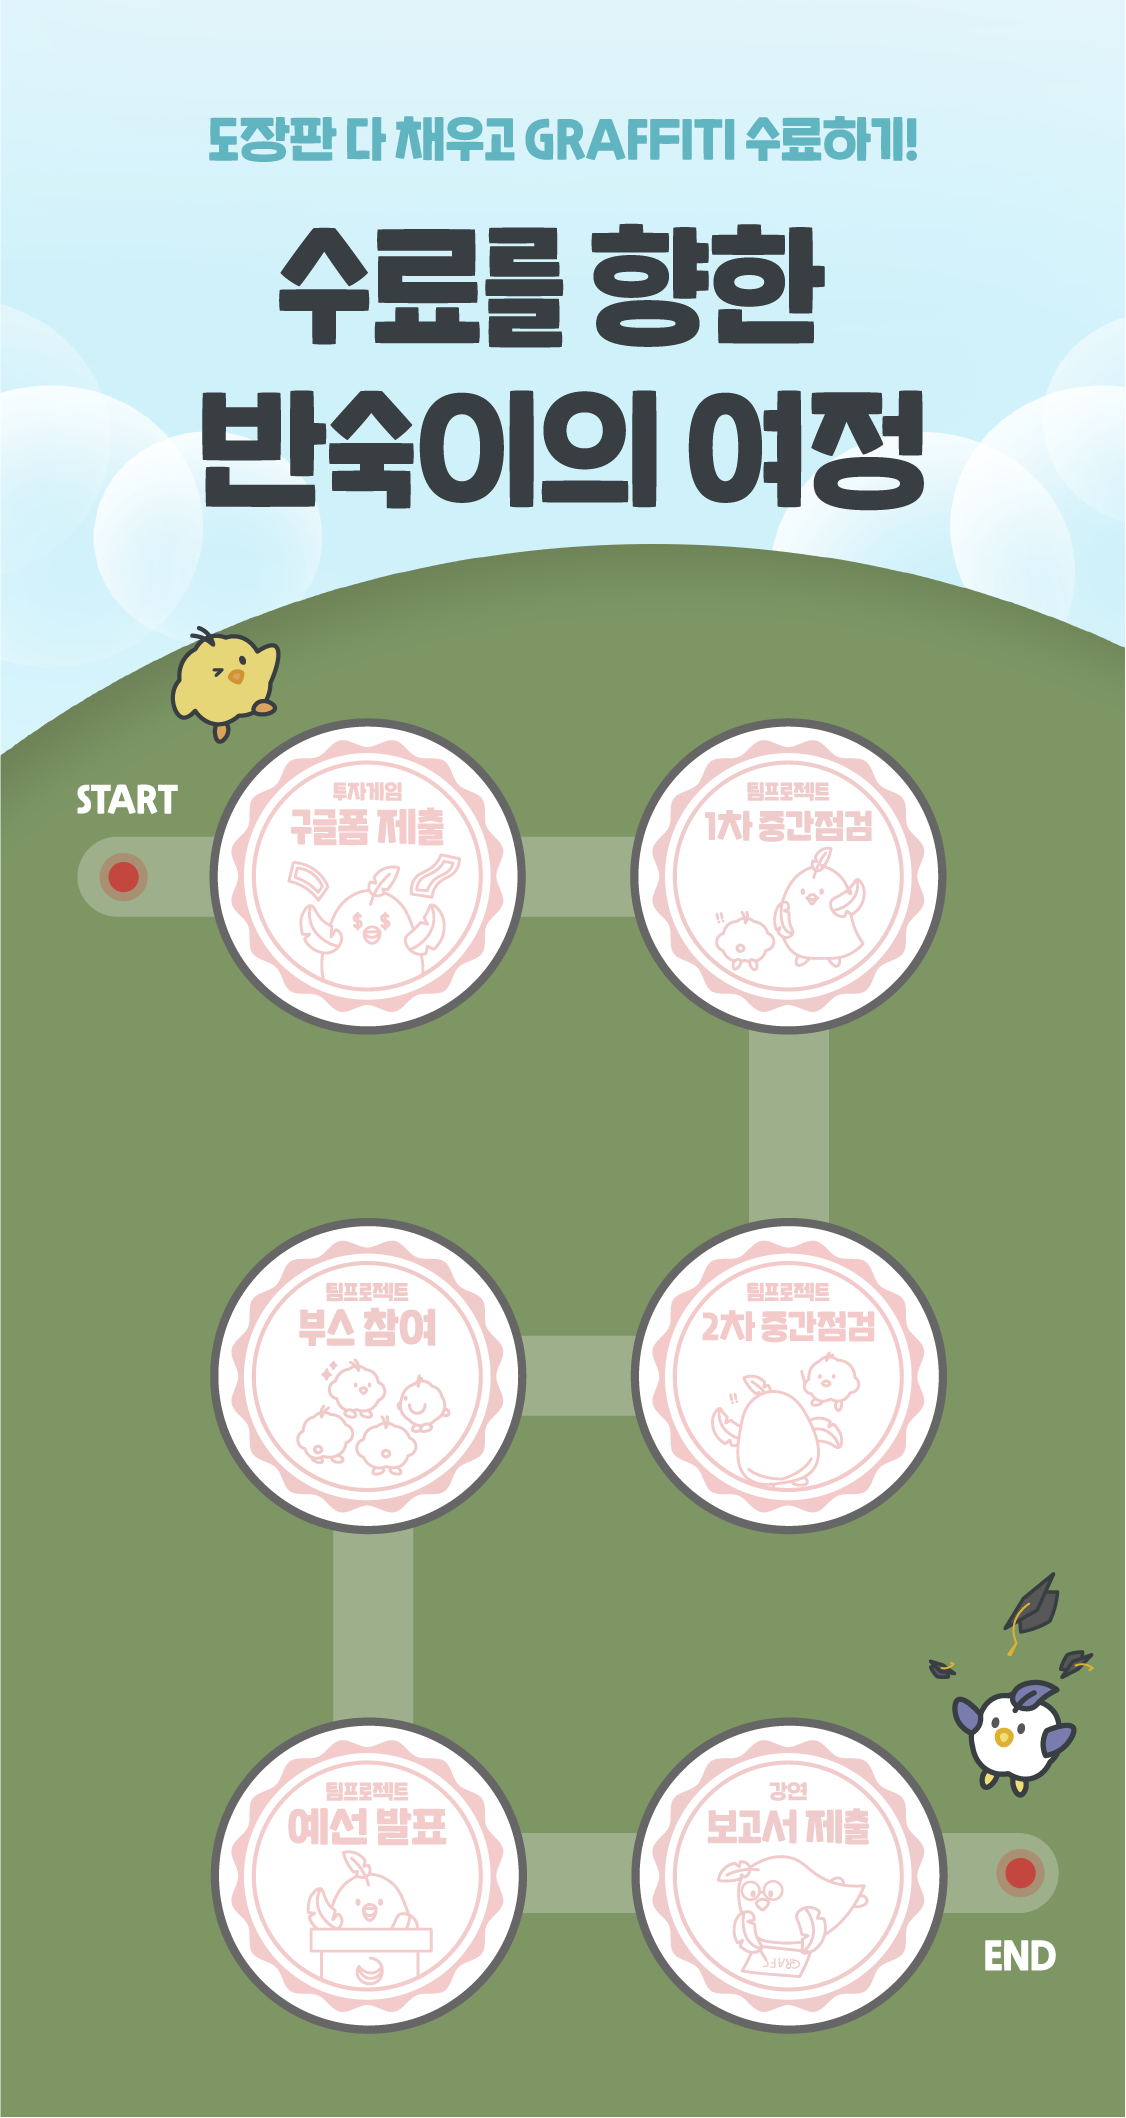 도장판 다 채우고 GRAFFITI 수료하기!
수료를 향한
반숙이의 여정
START
투자게임
구글폼 제출
팀프로젝트
1차 중간점검
!!
팀프로젝트
2차 중간점검
!!
팀프로젝트
부스 참여
팀프로젝트
예선 발표
강연
보고서 제출
END